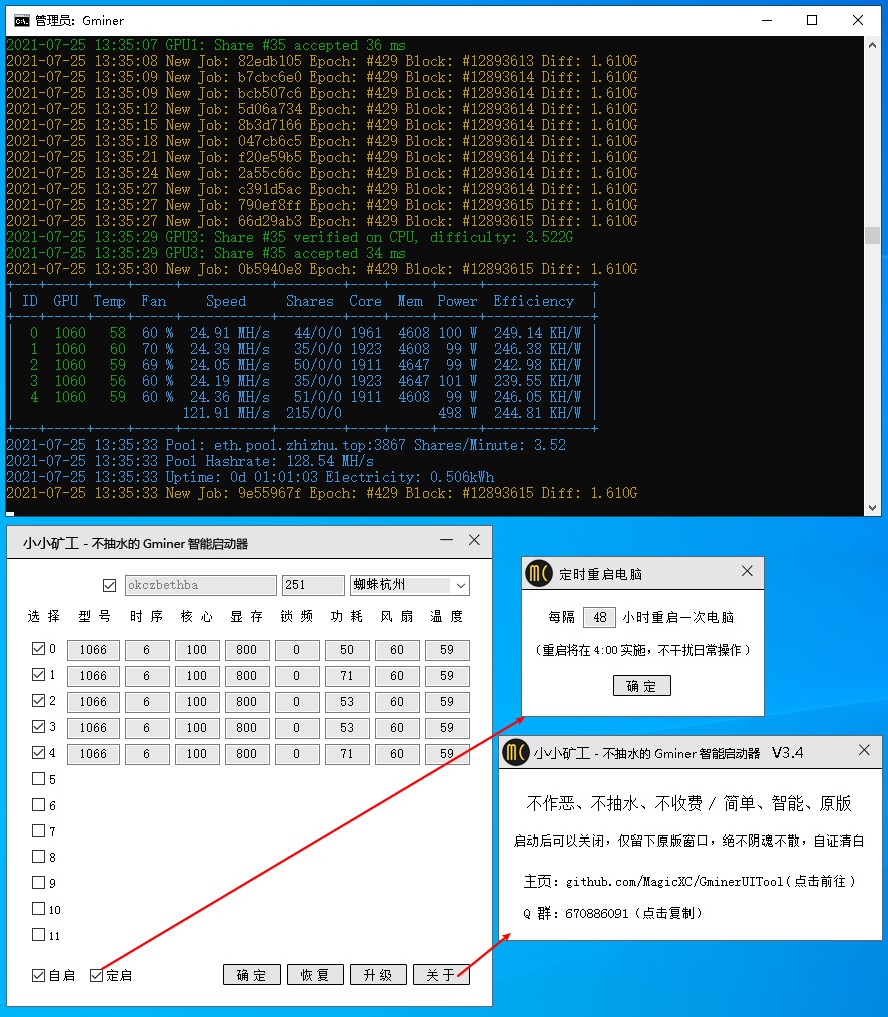 管理员: Gminer
2021-07-25 13:35:07 GPU1: Share #35 accepted 36 ms
2021-07-25 13:35:08 New Job: 82edb105 Epoch: #429 Block: #12893613 Diff: 1.610G
2021-07-25 13:35:09 New Job: b7cbc6e0 Epoch: #429 Block: #12893614 Diff: 1.610G
2021-07-25 13:35:09 New Job: bcb507c6 Epoch: #429 Block: #12893614 Diff: 1.610G
2021-07-25 13:35:12 New Job: 5d06a734 Epoch: #429 Block: #12893614 Diff: 1.610G
2021-07-25 13:35:15 New Job: 8b3d7166 Epoch: #429 Block: #12893614 Diff: 1.610G
2021-07-25 13:35:18 New Job: 047cb6c5 Epoch: #429 Block: #12893614 Diff: 1.610G
2021-07-25 13:35:21 New Job: f20e59b5 Epoch: #429 Block: #12893614 Diff: 1.610G
2021-07-25 13:35:24 New Job: 2a55c66c Epoch: #429 Block: #12893614 Diff: 1.610G
2021-07-25 13:35:27 New Job: c391d5ac Epoch: #429 Block: #12893614 Diff: 1.610G
2021-07-25 13:35:27 New Job: 790ef8ff Epoch: #429 Block: #12893615 Diff: 1.610G
2021-07-25 13:35:27 New Job: 66d29ab3 Epoch: #429 Block: #12893615 Diff: 1.610G
2021-07-25 13:35:29 GPU3: Share #35 verified on CPU, difficulty: 3.522G
2021-07-25 13:35:29 GPU3: Share #35 accepted 34 ms
2021-07-25 13:35:30 New Job: 0b5940e8 Epoch: #429 Block: #12893615 Diff: 1.610G
ID GPU Temp Fan Speed Shares Core Mem Power Efficiency
0 1060 58 60 % 24.91 MH/s 44/0/0 1961 4608 100 W 249.14 KH/W
1 1060 60 70 % 24.39 MH/s 35/0/0 1923 4608 99 W 246.38 KH/W
2 1060 59 69 % 24.05 MH/s 50/0/0 1911 4647 99 W 242.98 KH/W
3 1060 56 60 % 24.19 MH/s 35/0/0 1923 4647 101 W 239.55 KH/W
4 1060 59 60 % 24.36 MH/s 51/0/0 1911 4608 99 W 246.05 KH/W
121.91 MH/s 215/0/0 498 W 244.81 KH/W
2021-07-25 13:35:33 Pool: eth.pool.zhizhu.top:3867 Shares/Minute: 3.52
2021-07-25 13:35:33 Pool Hashrate: 128.54 MH/s
2021-07-25 13:35:33 Uptime: 0d 01:01:03 Electricity: 0.506kWh
2021-07-25 13:35:33 New Job: 9e55967f Epoch: #429 Block: #12893615 Diff: 1.610G
小小矿工 - 不抽水的 Gminer 智能启动器
okczbethba 251 蜘蛛杭州
选 择 型 号 时 序 核 心 显 存 锁 频 功 耗 风 扇 温 度
0 1066 6 100 800 0 50 60 59
1 1066 6 100 800 0 71 60 59
2 1066 6 100 800 0 53 60 59
3 1066 6 100 800 0 53 60 59
4 1066 6 100 800 0 71 60 59
5
6
7
8
9
10
11
自启 定启 确 定 恢 复 升 级 关 于
定时重启电脑
每隔 48 小时重启一次电脑
(重启将在 4:00 实施，不干扰日常操作)
确 定
小小矿工 - 不抽水的 Gminer 智能启动器 V3.4
不作恶、不抽水、不收费 / 简单、智能、原版
启动后可以关闭，仅留下原版窗口，绝不阴魂不散，自证清白
主页: github.com/MagicXC/GminerUITool(点击前往)
Q 群: 670886091(点击复制)